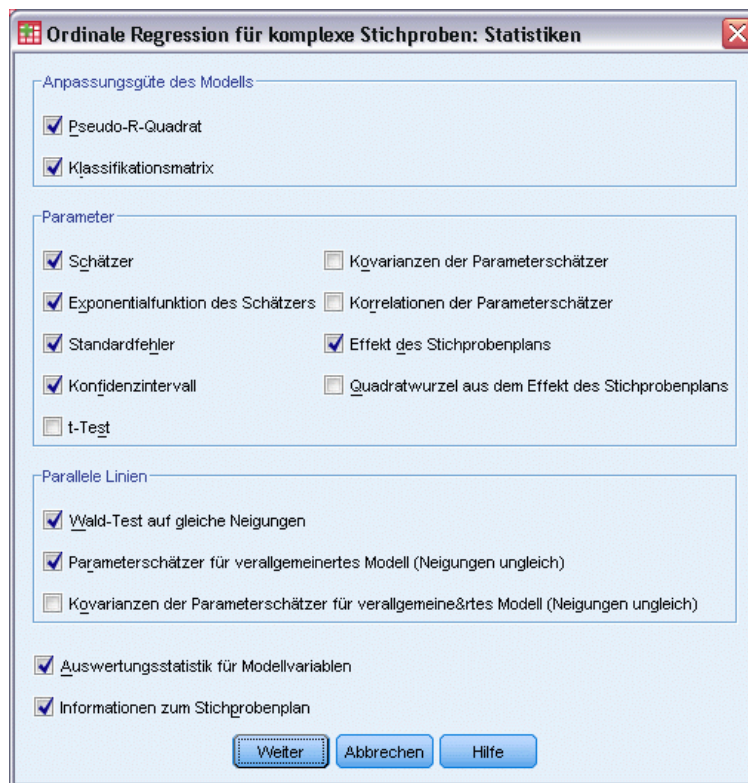 Ordinale Regression für komplexe Stichproben: Statistiken
Anpassungsgüte des Modells
Pseudo-R-Quadrat
Klassifikationsmatrix
Parameter
Schätzer
Kovarianzen der Parameterschätzer
Exponentialfunktion des Schätzers
Korrelationen der Parameterschätzer
Standardfehler
Effekt des Stichprobenplans
Konfidenzintervall
Quadratwurzel aus dem Effekt des Stichprobenplans
t-Test
Parallele Linien
Wald-Test auf gleiche Neigungen
Parameterschätzer für verallgemeinertes Modell (Neigungen ungleich)
Kovarianzen der Parameterschätzer für verallgemeine&rtes Modell (Neigungen ungleich)
Auswertungsstatistik für Modellvariablen
Informationen zum Stichprobenplan
Weiter
Abbrechen
Hilfe